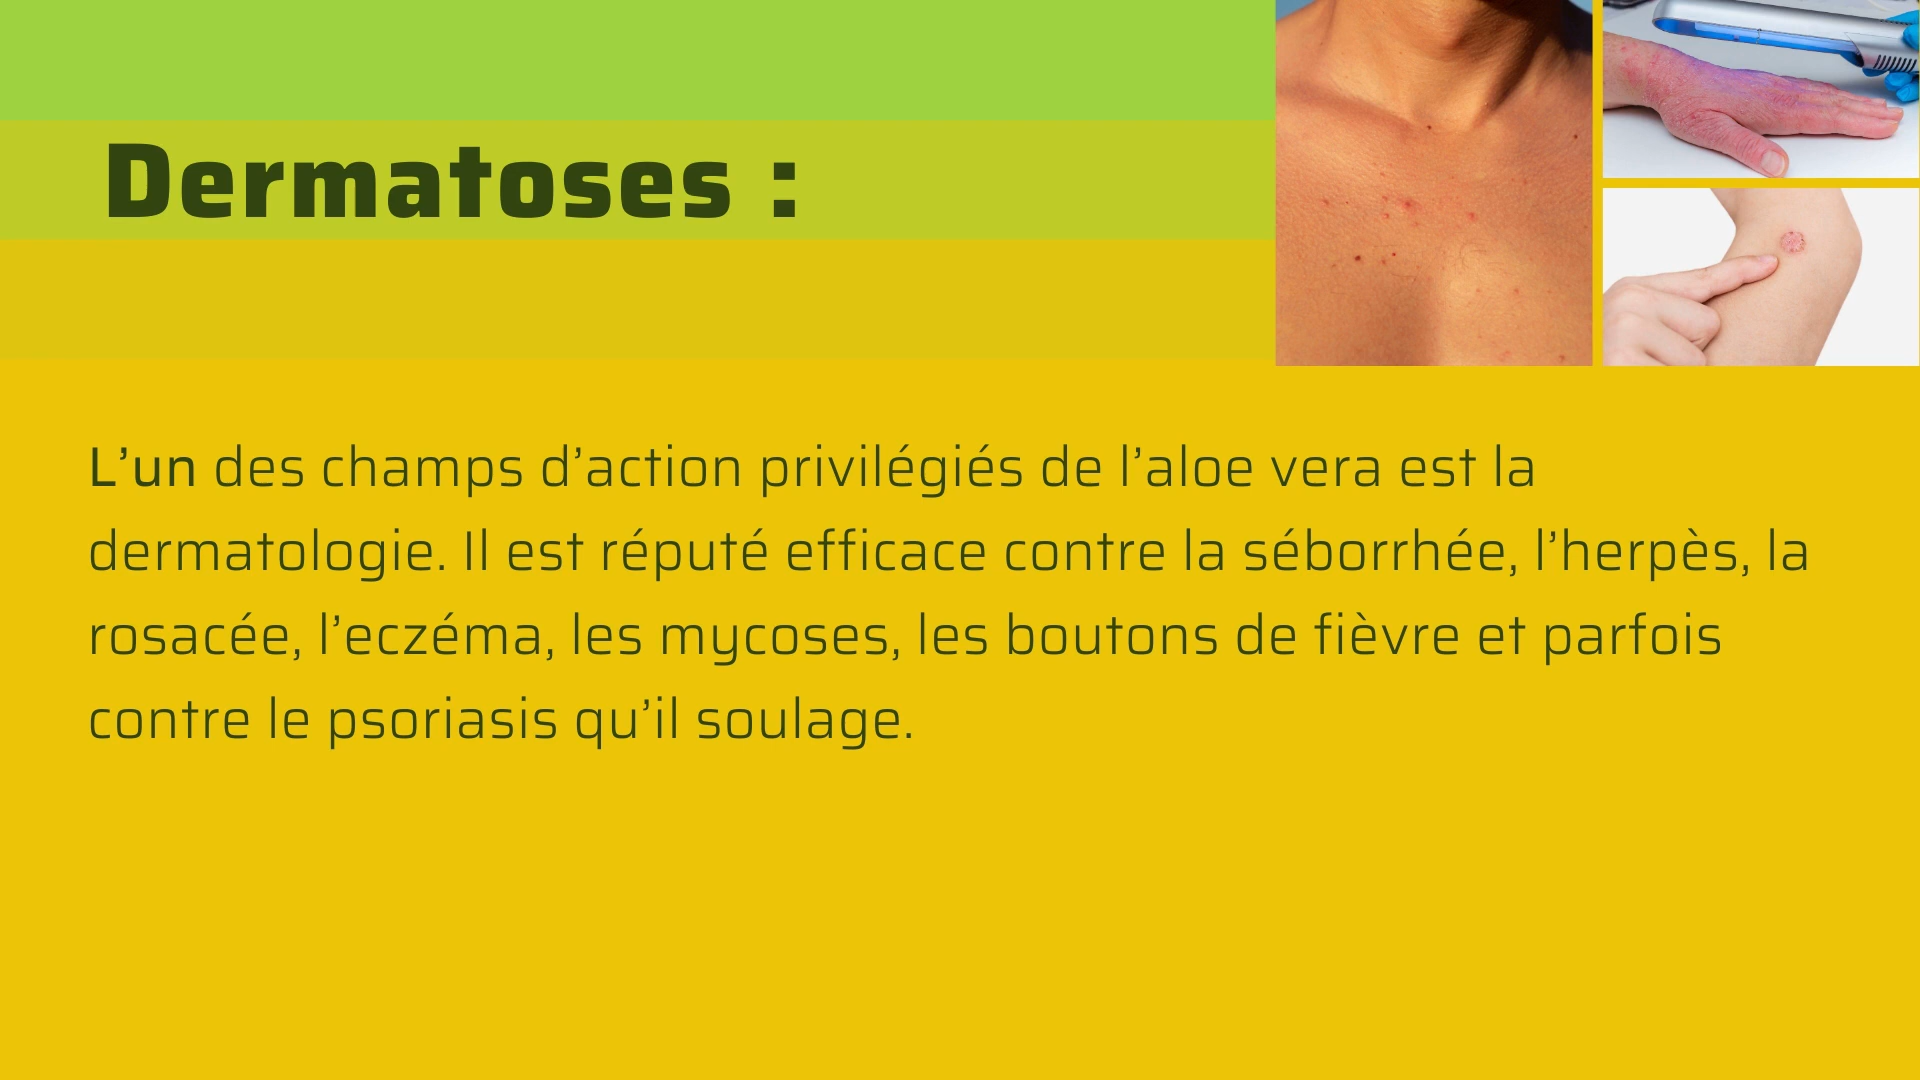 Dermatoses :
L’un des champs d’action privilégiés de l’aloe vera est la
dermatologie. Il est réputé efficace contre la séborrhée, l’herpès, la
rosacée, l’eczéma, les mycoses, les boutons de fièvre et parfois
contre le psoriasis qu’il soulage.